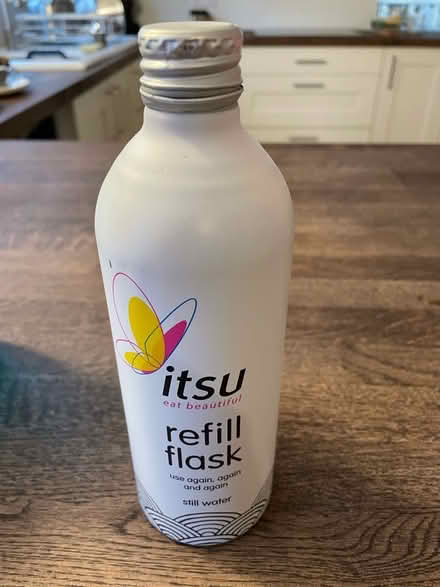 itsu
eat beautiful
refill
flask
use again, again
and again
still water